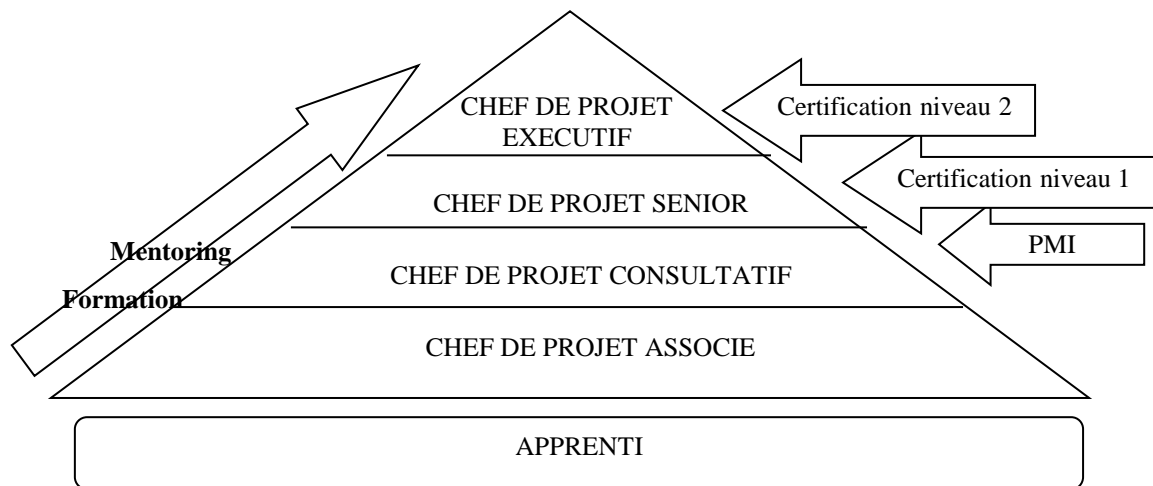 CHEF DE PROJET
EXECUTIF
Certification niveau 2
Certification niveau 1
CHEF DE PROJET SENIOR
PMI
Mentoring
Formation
CHEF DE PROJET CONSULTATIF
CHEF DE PROJET ASSOCIE
APPRENTI